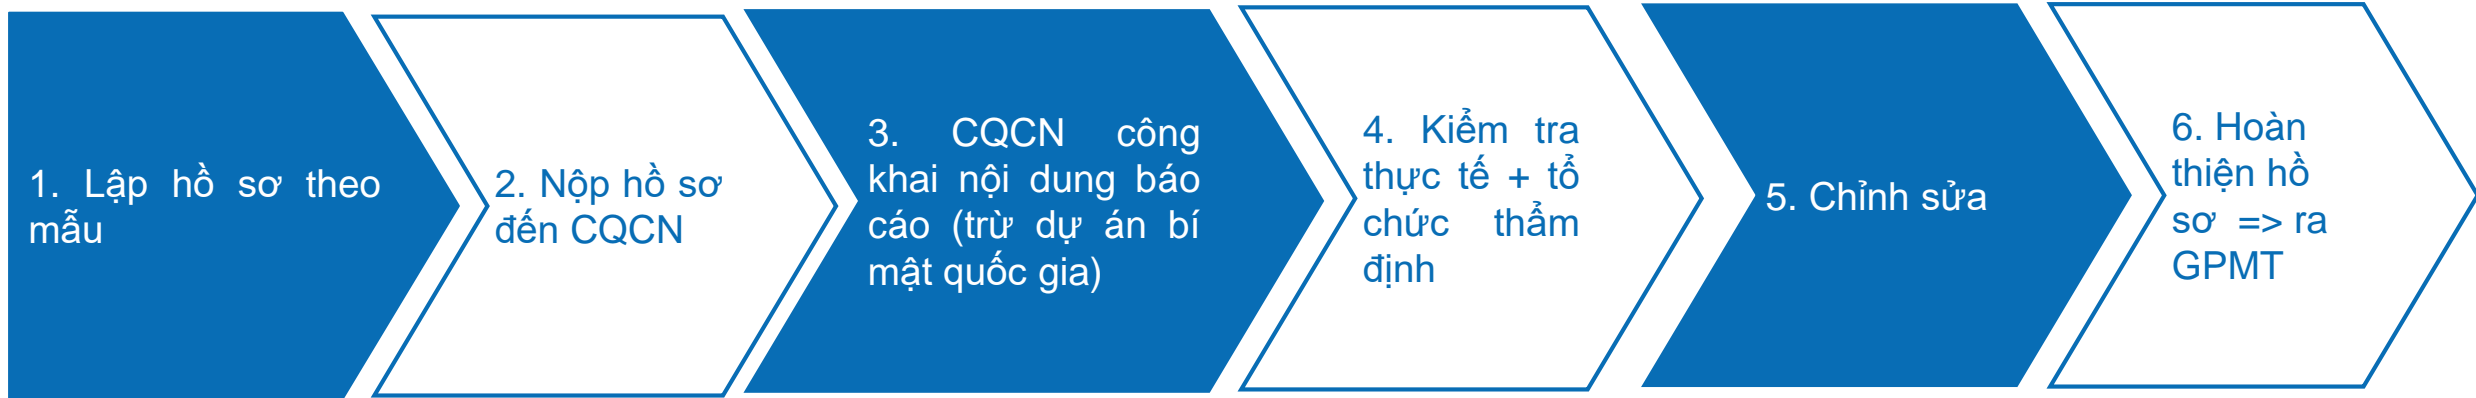 1. Lập hồ sơ theo
mẫu
2. Nộp hồ sơ
đến CQCN
3. CQCN công
khai nội dung báo
cáo (trừ dự án bí
mật quốc gia)
4. Kiểm tra
thực tế + tổ
chức thẩm
định
5. Chỉnh sửa
6. Hoàn
thiện hồ
sơ => ra
GPMT